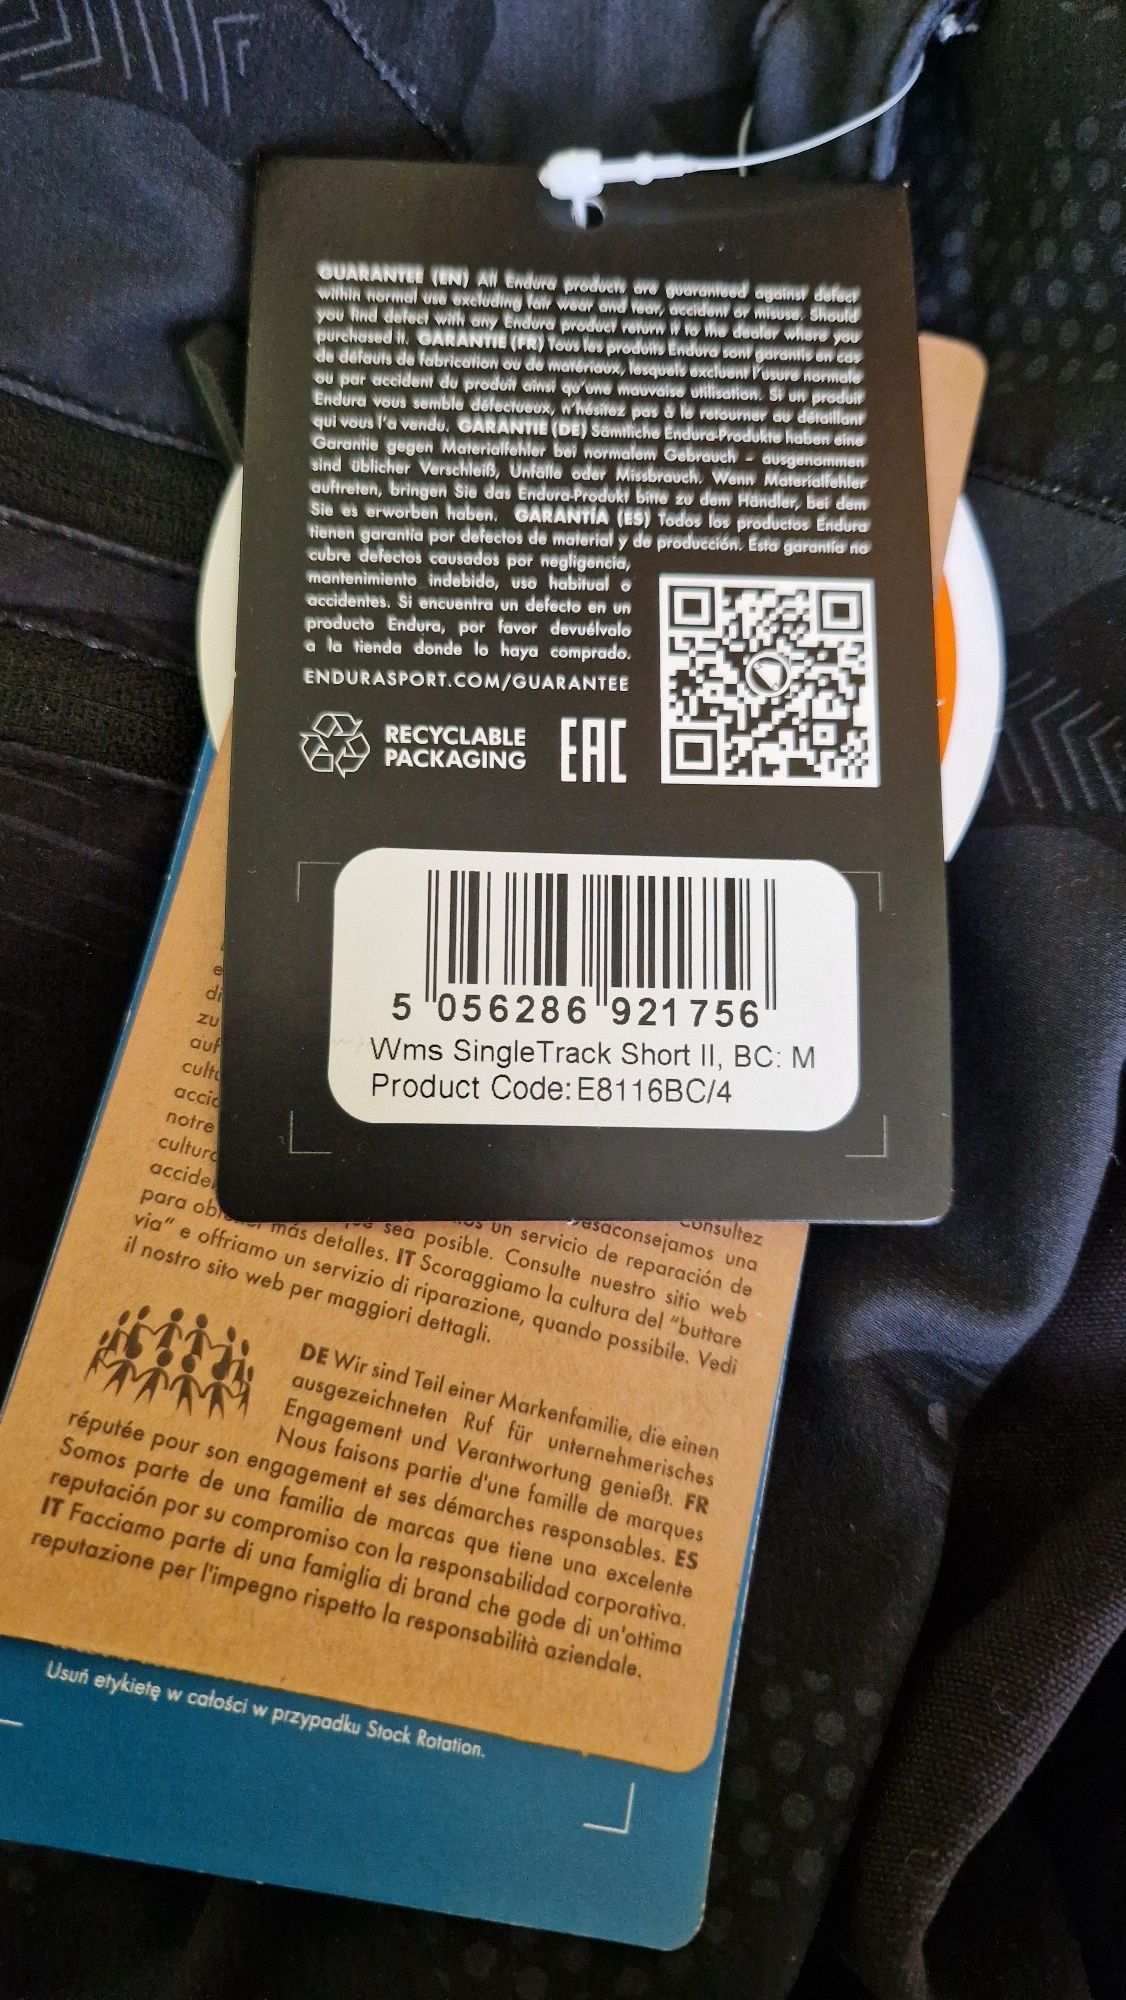 GUARANTEE (EN) All Endura products are guaranteed against defect
within normal use excluding fair wear and tear, accident or misuse. Should
you find defect with any Endura product return it to the dealer where you
purchased it. GARANTIE (FR) Tous les produits Endura sont garantis en cas
de défauts de fabrication ou de matériaux, lesquels excluent l'usure normale
ou par accident du produit ainsi qu'une mauvaise utilisation. Si un produit
Endura vous semble défectueux, n'hésitez pas à le retourner au détaillant
qui vous l'a vendu. GARANTIE (DE) Sämtliche Endura-Produkte haben eine
Garantie gegen Materialfehler bei normalem Gebrauch - ausgenommen
sind üblicher Verschleiß, Unfälle oder Missbrauch. Wenn Materialfehler
auftreten, bringen Sie das Endura-Produkt bitte zu dem Händler, bei dem
Sie es erworben haben. GARANTÍA (ES) Todos los productos Endura
tienen garantía por defectos de material y de producción. Esta garantía no
cubre defectos causados por negligencia,
mantenimiento indebido, uso habitual o
accidentes. Si encuentra un defecto en un
producto Endura, por favor devuélvalo
a la tienda donde lo haya comprado.
ENDURASPORT.COM/GUARANTEE
RECYCLABLE
PACKAGING
EAC
5 056286 921756
Wms SingleTrack Short II, BC: M
Product Code: E8116BC/4
di
zu
auf
cultu
accid
notre
cultura
accide
Consultez
un servicio de reparación de
desaconsejamos una
que sea posible. Consulte nuestro sitio web
para más detalles. IT Scoraggiamo la cultura del "buttare
via" e offriamo un servizio di riparazione, quando possibile. Vedi
il nostro sito web per maggiori dettagli.
DE Wir sind Teil einer Markenfamilie, die einen
ausgezeichneten Ruf für unternehmerisches
Engagement und Verantwortung genießt. FR
Nous faisons partie d'une famille de marques
réputée pour son engagement et ses démarches responsables. ES
Somos parte de una familia de marcas que tiene una excelente
reputación por su compromiso con la responsabilidad corporativa.
IT Facciamo parte di una famiglia di brand che gode di un'ottima
reputazione per l'impegno rispetto la responsabilità aziendale.
Usuń etykietę w całości w przypadku Stock Rotation.